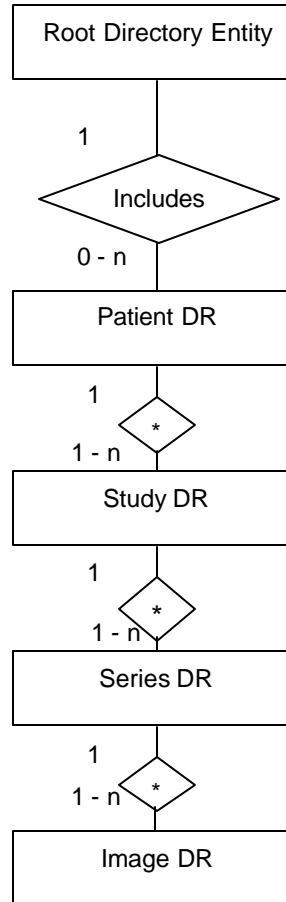 Root Directory Entity
1
Includes
0 - n
Patient DR
1
*
1 - n
Study DR
1
*
1 - n
Series DR
1
*
1 - n
Image DR